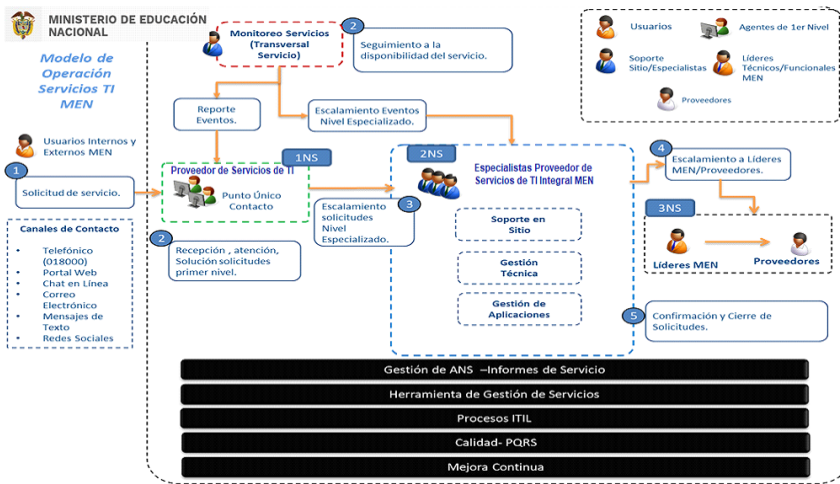 MINISTERIO DE EDUCACIÓN
NACIONAL
Modelo de
Operación
Servicios TI
MEN
Usuarios Internos y
Externos MEN
1
Solicitud de servicio.
Canales de Contacto
• Telefónico
(018000)
• Portal Web
• Chat en Línea
• Correo
Electrónico
• Mensajes de
Texto
• Redes Sociales
Monitoreo Servicios
(Transversal
Servicio)
2
Seguimiento a la
disponibilidad del servicio.
Reporte
Eventos.
Escalamiento Eventos
Nivel Especializado.
Usuarios
Agentes de 1er Nivel
Soporte
Sitio/Especialistas
Líderes
Técnicos/Funcionales
MEN
Proveedores
1NS
Proveedor de Servicios de TI
Punto Único
Contacto
2
Recepción , atención,
Solución solicitudes
primer nivel.
3
Escalamiento
solicitudes
Nivel
Especializado.
2NS
Especialistas Proveedor de
Servicios de TI Integral MEN
Soporte en
Sitio
Gestión
Técnica
Gestión de
Aplicaciones
4
Escalamiento a Líderes
MEN/Proveedores.
3NS
Líderes MEN
Proveedores
5
Confirmación y Cierre de
Solicitudes.
Gestión de ANS –Informes de Servicio
Herramienta de Gestión de Servicios
Procesos ITIL
Calidad- PQRS
Mejora Continua